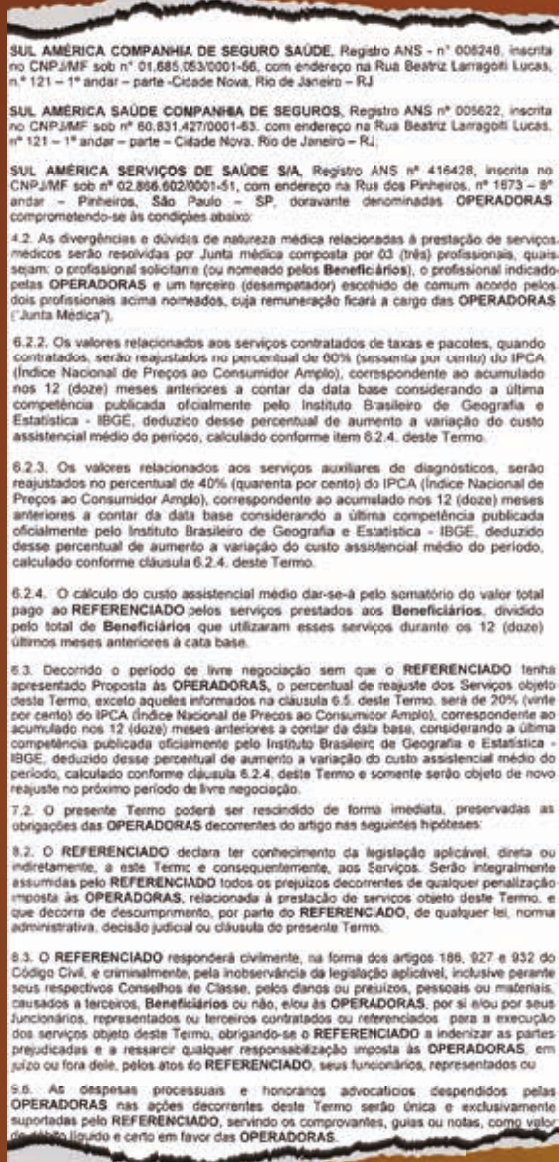 SUL AMÉRICA COMPANHIA DE SEGURO SAÚDE, Registro ANS - n° 006246, inscrita
no CNPJ/MF sob n° 01.685.053/0001-56, com endereço na Rua Beatriz Larragoiti Lucas,
n.° 121 – 1° andar – parte -Cidade Nova, Rio de Janeiro – RJ
SUL AMÉRICA SAÚDE COMPANHIA DE SEGUROS, Registro ANS n° 005622, inscrita
no CNPJ/MF sob n° 60.831.427/0001-63, com endereço na Rua Beatriz Larragoiti Lucas,
n° 121 – 1° andar – parte – Cidade Nova, Rio de Janeiro – RJ,
SUL AMÉRICA SERVIÇOS DE SAÚDE S/A, Registro ANS n° 416428, inscrita no
CNPJ/MF sob n° 02.866.602/0001-51, com endereço na Rua dos Pinheiros, n° 1673 – 8°
andar – Pinheiros, São Paulo – SP, doravante denominadas OPERADORAS
comprometendo-se às condições abaixo:
4.2. As divergências e dúvidas de natureza médica relacionadas à prestação de serviços
médicos serão resolvidas por Junta médica composta por 03 (três) profissionais, quais
sejam: o profissional solicitante (ou nomeado pelos Beneficiários), o profissional indicado
pelas OPERADORAS e um terceiro (desempatador) escolhido de comum acordo pelos
dois profissionais acima nomeados, cuja remuneração ficará a cargo das OPERADORAS
("Junta Médica"),
6.2.2. Os valores relacionados aos serviços contratados de taxas e pacotes, quando
contratados, serão reajustados no percentual de 60% (sessenta por cento) do IPCA
(Índice Nacional de Preços ao Consumidor Amplo), correspondente ao acumulado
nos 12 (doze) meses anteriores a contar da data base considerando a última
competência publicada oficialmente pelo Instituto Brasileiro de Geografia e
Estatística - IBGE, deduzido desse percentual de aumento a variação do custo
assistencial médio do período, calculado conforme item 6.2.4. deste Termo.
6.2.3. Os valores relacionados aos serviços auxiliares de diagnósticos, serão
reajustados no percentual de 40% (quarenta por cento) do IPCA (Índice Nacional de
Preços ao Consumidor Amplo), correspondente ao acumulado nos 12 (doze) meses
anteriores a contar da data base considerando a última competência publicada
oficialmente pelo Instituto Brasileiro de Geografia e Estatística - IBGE, deduzido
desse percentual de aumento a variação do custo assistencial médio do período,
calculado conforme cláusula 6.2.4. deste Termo.
6.2.4. O cálculo do custo assistencial médio dar-se-á pelo somatório do valor total
pago ao REFERENCIADO pelos serviços prestados aos Beneficiários, dividido
pelo total de Beneficiários que utilizaram esses serviços durante os 12 (doze)
últimos meses anteriores à data base.
6.3. Decorrido o período de livre negociação sem que o REFERENCIADO tenha
apresentado Proposta às OPERADORAS, o percentual de reajuste dos Serviços objeto
deste Termo, exceto aqueles informados na cláusula 6.5. deste Termo, será de 20% (vinte
por cento) do IPCA (Índice Nacional de Preços ao Consumidor Amplo), correspondente ao
acumulado nos 12 (doze) meses anteriores a contar da data base, considerando a última
competência publicada oficialmente pelo Instituto Brasileiro de Geografia e Estatística -
IBGE, deduzido desse percentual de aumento a variação do custo assistencial médio do
período, calculado conforme cláusula 6.2.4. deste Termo e somente serão objeto de novo
reajuste no próximo período de livre negociação.
7.2. O presente Termo poderá ser rescindido de forma imediata, preservadas as
obrigações das OPERADORAS decorrentes do artigo nas seguintes hipóteses:
8.2. O REFERENCIADO declara ter conhecimento da legislação aplicável, direta ou
indiretamente, a este Termo e consequentemente, aos Serviços. Serão integralmente
assumidas pelo REFERENCIADO todos os prejuízos decorrentes de qualquer penalização
imposta às OPERADORAS, relacionada à prestação de serviços objeto deste Termo, e
que decorra de descumprimento, por parte do REFERENCIADO, de qualquer lei, norma
administrativa, decisão judicial ou cláusula do presente Termo.
8.3. O REFERENCIADO responderá civilmente, na forma dos artigos 186, 927 e 932 do
Código Civil, e criminalmente, pela inobservância da legislação aplicável, inclusive perante
seus respectivos Conselhos de Classe, pelos danos ou prejuízos, pessoais ou materiais,
causados a terceiros, Beneficiários ou não, e/ou às OPERADORAS, por si e/ou por seus
funcionários, representados ou terceiros contratados ou referenciados para a execução
dos serviços objeto deste Termo, obrigando-se o REFERENCIADO a indenizar as partes
prejudicadas e a ressarcir qualquer responsabilização imposta às OPERADORAS, em
juízo ou fora dele, pelos atos do REFERENCIADO, seus funcionários, representados ou
9.6. As despesas processuais e honorários advocatícios despendidos pelas
OPERADORAS nas ações decorrentes deste Termo serão única e exclusivamente
suportadas pelo REFERENCIADO, servindo os comprovantes, guias ou notas, como valor
de débito líquido e certo em favor das OPERADORAS.